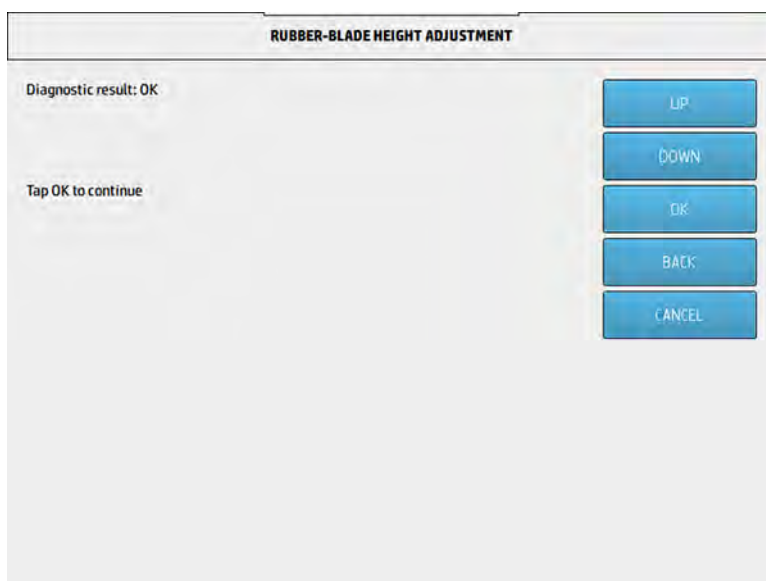 RUBBER-BLADE HEIGHT ADJUSTMENT
Diagnostic result: OK
UP
DOWN
Tap OK to continue
OK
BACK
CANCEL